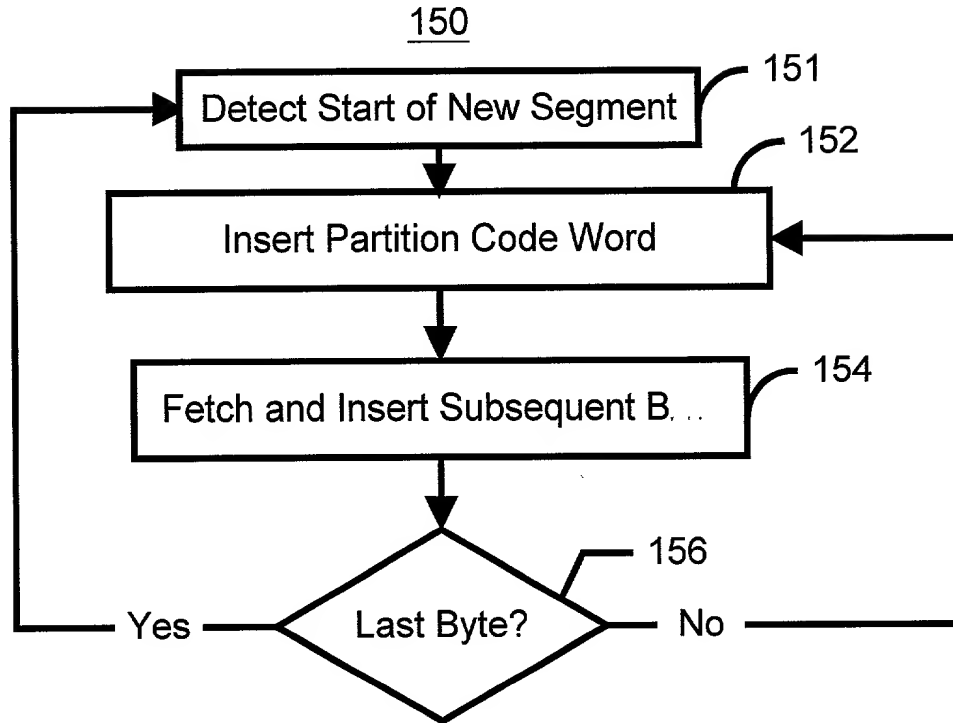 150
151
Detect Start of New Segment
152
Insert Partition Code Word
154
Fetch and Insert Subsequent B...
156
Last Byte?
Yes
No